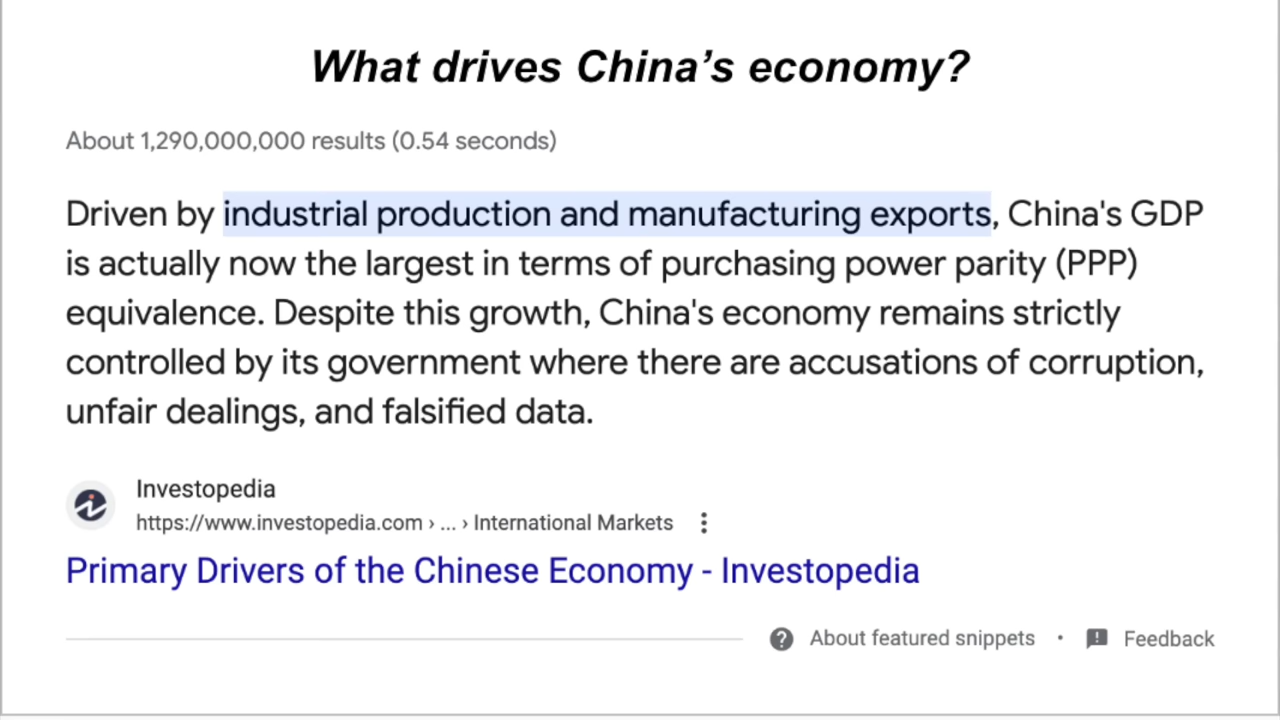 What drives China’s economy?
About 1,290,000,000 results (0.54 seconds)
Driven by industrial production and manufacturing exports, China's GDP
is actually now the largest in terms of purchasing power parity (PPP)
equivalence. Despite this growth, China's economy remains strictly
controlled by its government where there are accusations of corruption,
unfair dealings, and falsified data.
Investopedia
https://www.investopedia.com › ... › International Markets
Primary Drivers of the Chinese Economy - Investopedia
About featured snippets • Feedback